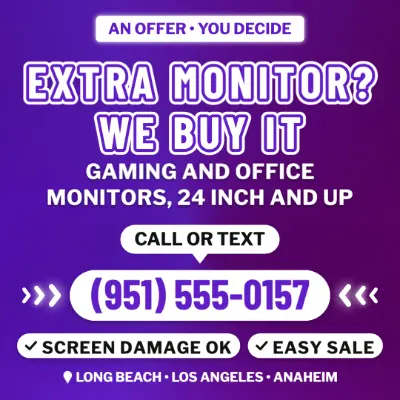 AN OFFER • YOU DECIDE
EXTRA MONITOR?
WE BUY IT
GAMING AND OFFICE
MONITORS, 24 INCH AND UP
CALL OR TEXT
(951) 555-0157
SCREEN DAMAGE OK
EASY SALE
LONG BEACH • LOS ANGELES • ANAHEIM